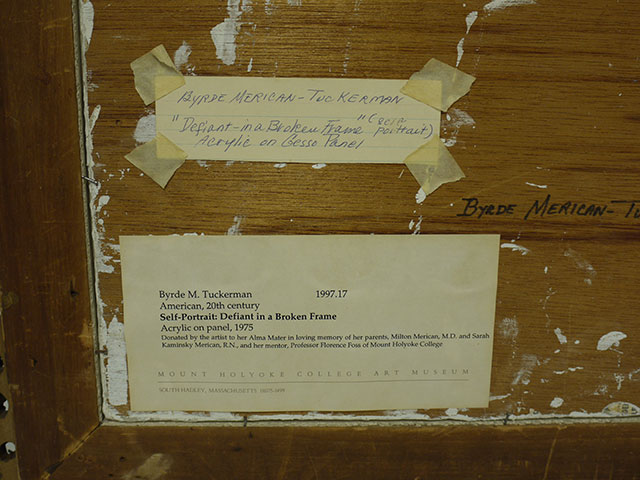 Byrde Merican-Tuckerman
"Defiant-in a Broken Frame" (self portrait)
Acrylic on Gesso Panel
Byrde Merican-T
Byrde M. Tuckerman 1997.17
American, 20th century
Self-Portrait: Defiant in a Broken Frame
Acrylic on panel, 1975
Donated by the artist to her Alma Mater in loving memory of her parents, Milton Merican, M.D. and Sarah
Kaminsky Merican, R.N., and her mentor, Professor Florence Foss of Mount Holyoke College
MOUNT HOLYOKE COLLEGE ART MUSEUM
SOUTH HADLEY, MASSACHUSETTS 01075-1499